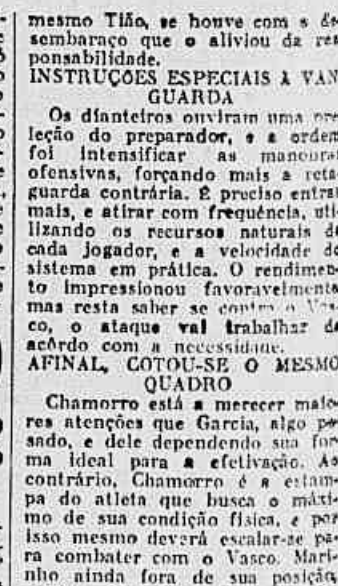 mesmo Tião, se houve com s de
sembaraço que o aliviou da res
ponsabilidade.
INSTRUÇÕES ESPECIAIS À VAN
GUARDA
Os dianteiros ouviram uma pre
leção do preparador, e a ordem
foi intensificar as manobras
ofensivas, forçando mais a reta-
guarda contrária. É preciso entrar
mais, e atirar com frequência, uti-
lizando os recursos naturais de
cada jogador, e a velocidade do
sistema em prática. O rendimen-
to impressionou favoravelmente
mas resta saber se contra o Vas-
co, o ataque vai trabalhar de
acôrdo com a necessidade.
AFINAL, COTOU-SE O MESMO
QUADRO
Chamorro está a merecer maio-
res atenções que Garcia, algo pe
sado, e dele dependendo sua for
ma ideal para a efetivação. Ao
contrário, Chamorro é a estam-
pa do atleta que busca o máxi-
mo de sua condição física, e por
isso mesmo deverá escalar-se pa-
ra combater com o Vasco. Mari-
nho ainda fora de sua posição,